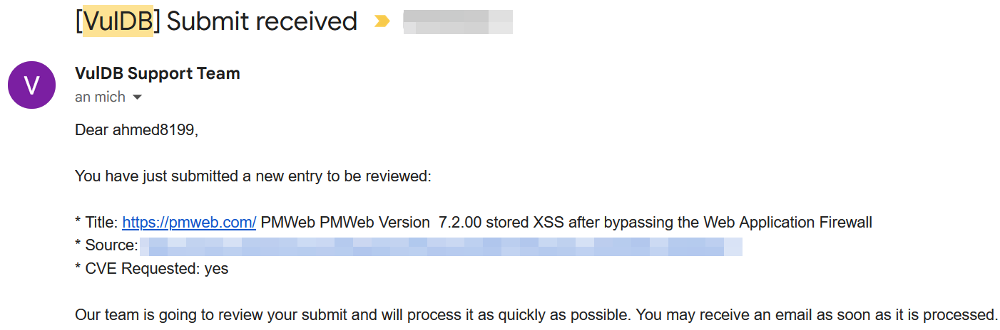 [VulDB] Submit received
V
VulDB Support Team
an mich
Dear ahmed8199,
You have just submitted a new entry to be reviewed:
* Title: https://pmweb.com/ PMWeb PMWeb Version  7.2.00 stored XSS after bypassing the Web Application Firewall
* Source:
* CVE Requested: yes
Our team is going to review your submit and will process it as quickly as possible. You may receive an email as soon as it is processed.